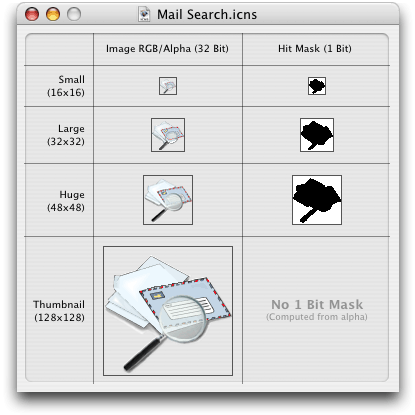 Mail Search.icns
Image RGB/Alpha (32 Bit)
Hit Mask (1 Bit)
Small
(16x16)
Large
(32x32)
Huge
(48x48)
Thumbnail
(128x128)
No 1 Bit Mask
(Computed from alpha)